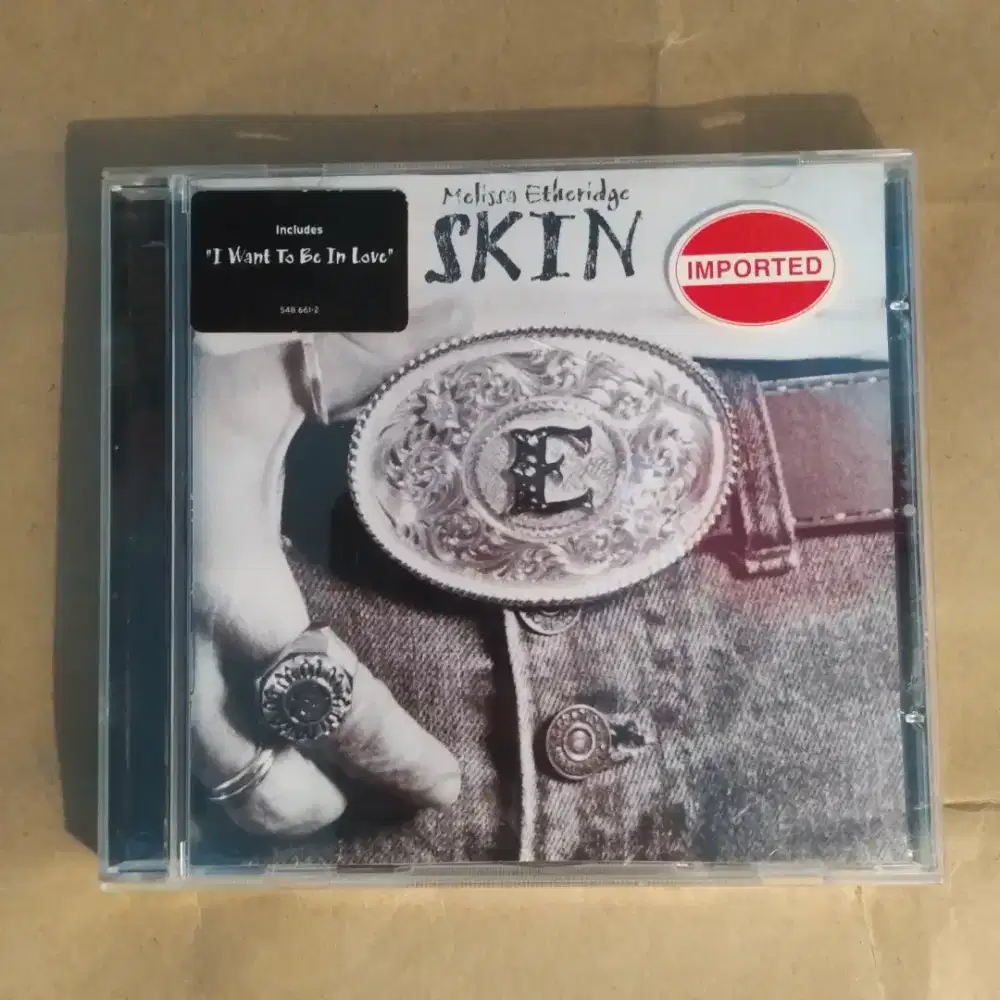 Includes
"I Want To Be In Love"
548 661-2
Melissa Etheridge
SKIN
IMPORTED
E